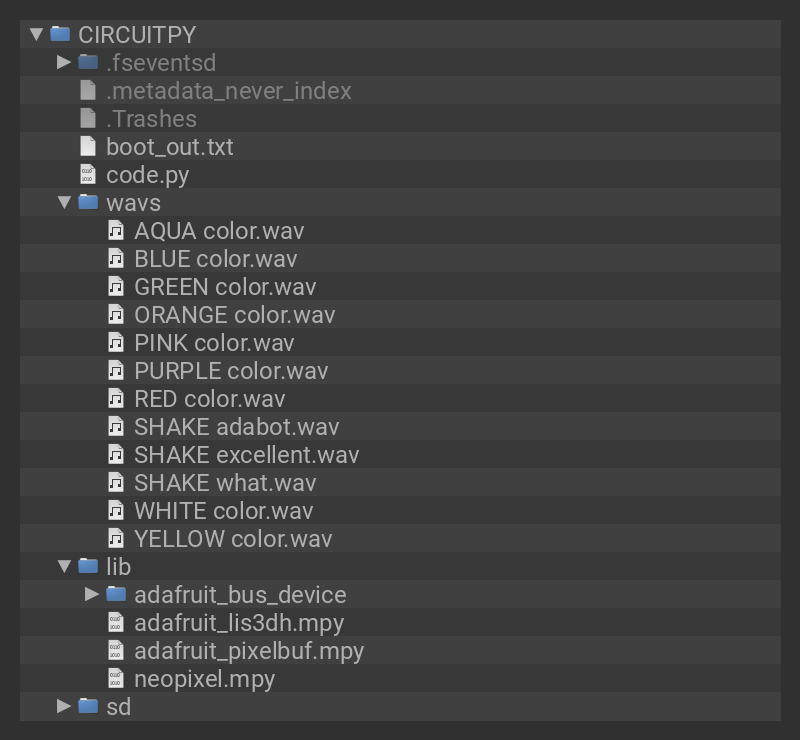 CIRCUITPY
.fseventsd
.metadata_never_index
.Trashes
boot_out.txt
code.py
wavs
AQUA color.wav
BLUE color.wav
GREEN color.wav
ORANGE color.wav
PINK color.wav
PURPLE color.wav
RED color.wav
SHAKE adabot.wav
SHAKE excellent.wav
SHAKE what.wav
WHITE color.wav
YELLOW color.wav
lib
adafruit_bus_device
adafruit_lis3dh.mpy
adafruit_pixelbuf.mpy
neopixel.mpy
sd